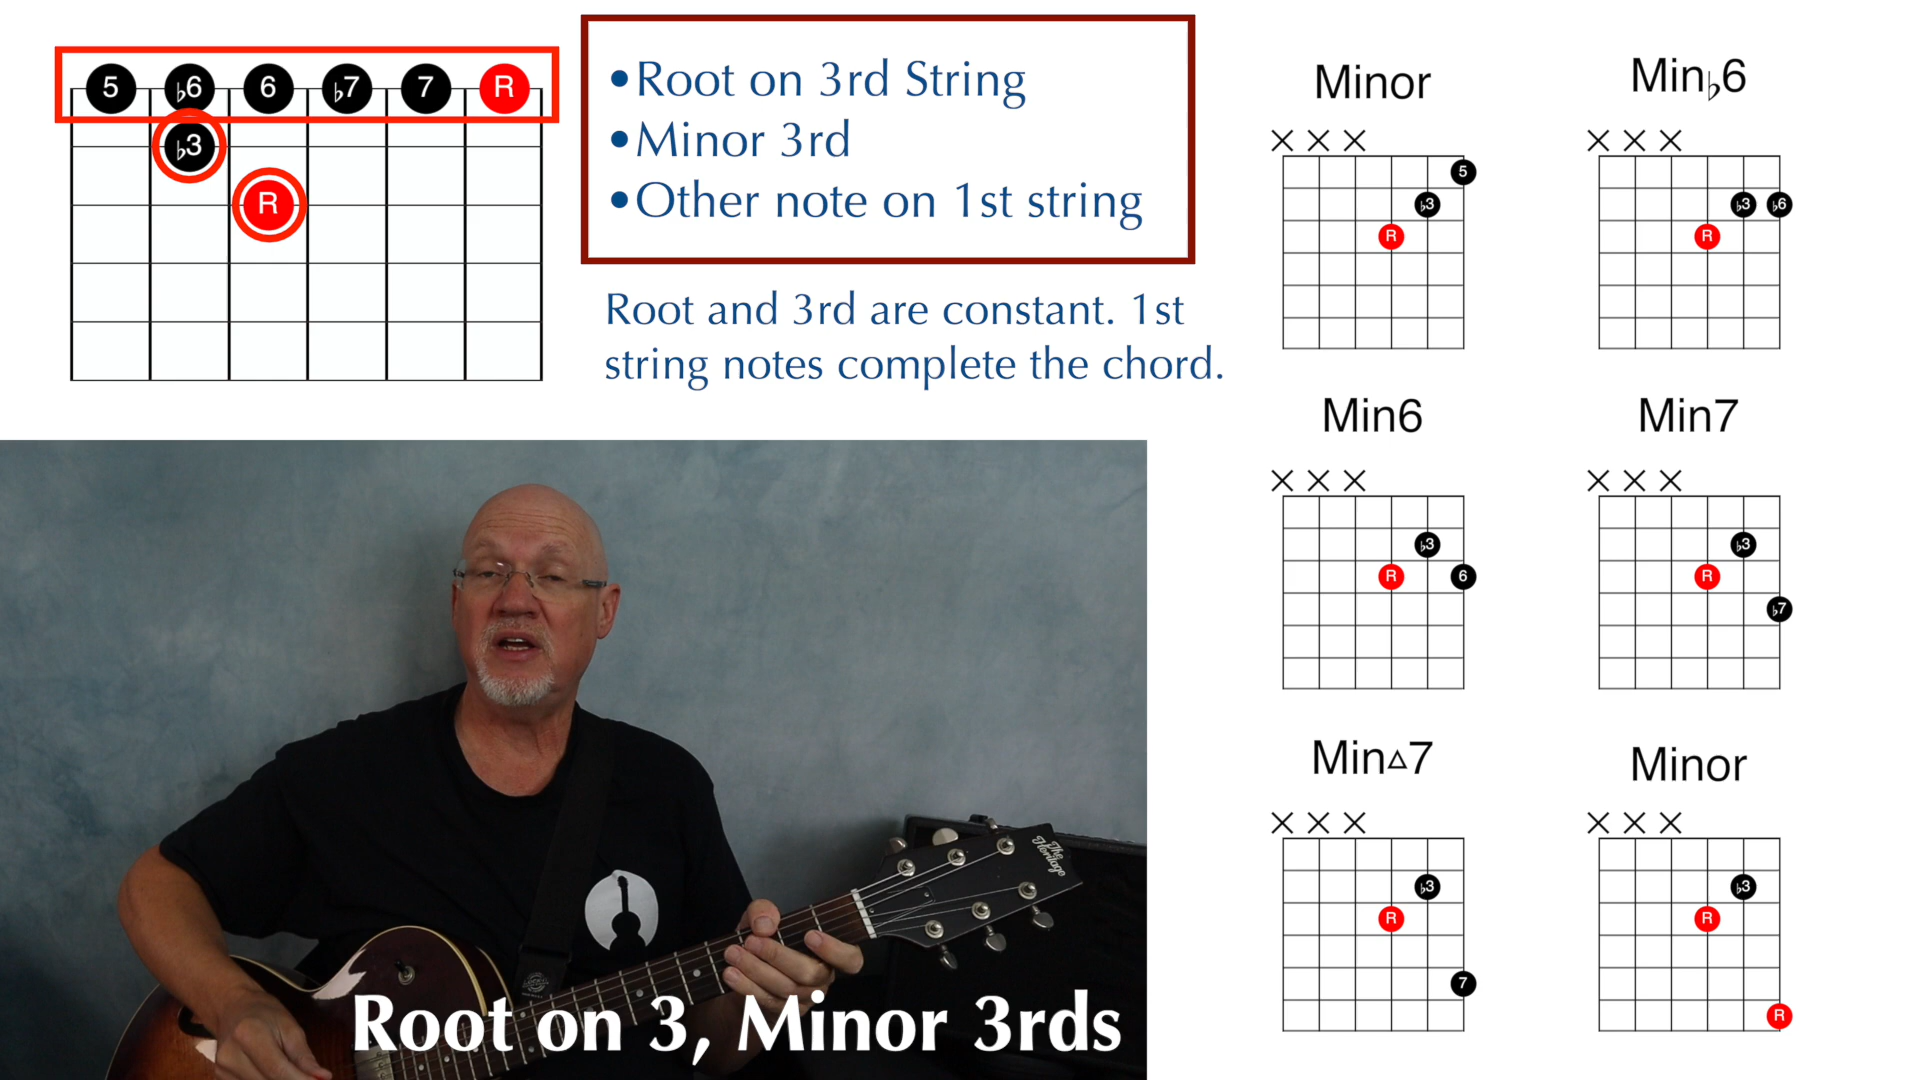 5 ♭6 6 ♭7 7 R
♭3
R
•Root on 3rd String
•Minor 3rd
•Other note on 1st string
Root and 3rd are constant. 1st
string notes complete the chord.
Minor
× × ×
5
♭3
R
Min♭6
× × ×
♭3 ♭6
R
Min6
× × ×
♭3
R 6
Min7
× × ×
♭3
R
♭7
Min△7
× × ×
♭3
R
7
Minor
× × ×
♭3
R
R
The
Heritage
Root on 3, Minor 3rds